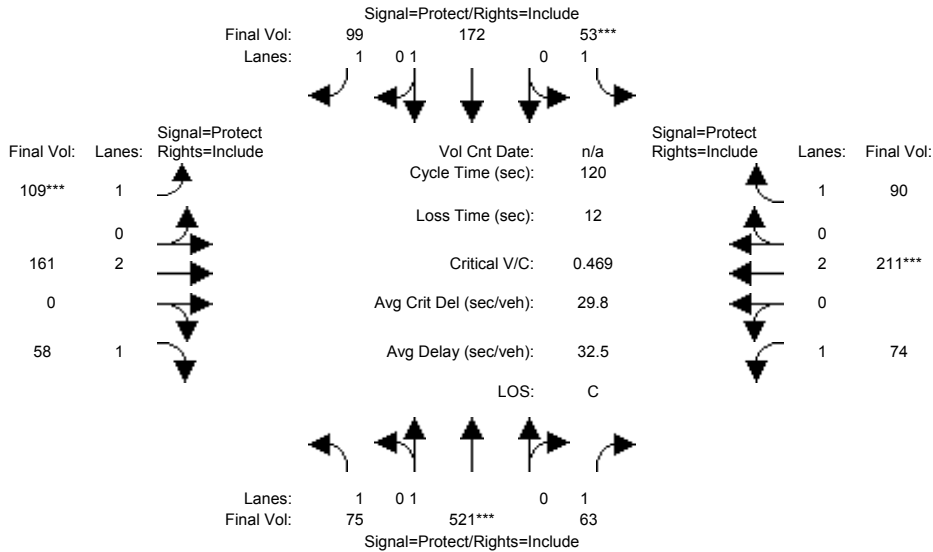 Signal=Protect/Rights=Include
Final Vol: 99 172 53***
Lanes: 1 0 1 0 1
Signal=Protect Signal=Protect
Final Vol: Lanes: Rights=Include Vol Cnt Date: n/a Rights=Include Lanes: Final Vol:
Cycle Time (sec): 120
109*** 1 1 90
Loss Time (sec): 12
0 0
161 2 Critical V/C: 0.469 2 211***
0 0 Avg Crit Del (sec/veh): 29.8 0
58 1 Avg Delay (sec/veh): 32.5 1 74
LOS: C
Lanes: 1 0 1 0 1
Final Vol: 75 521*** 63
Signal=Protect/Rights=Include